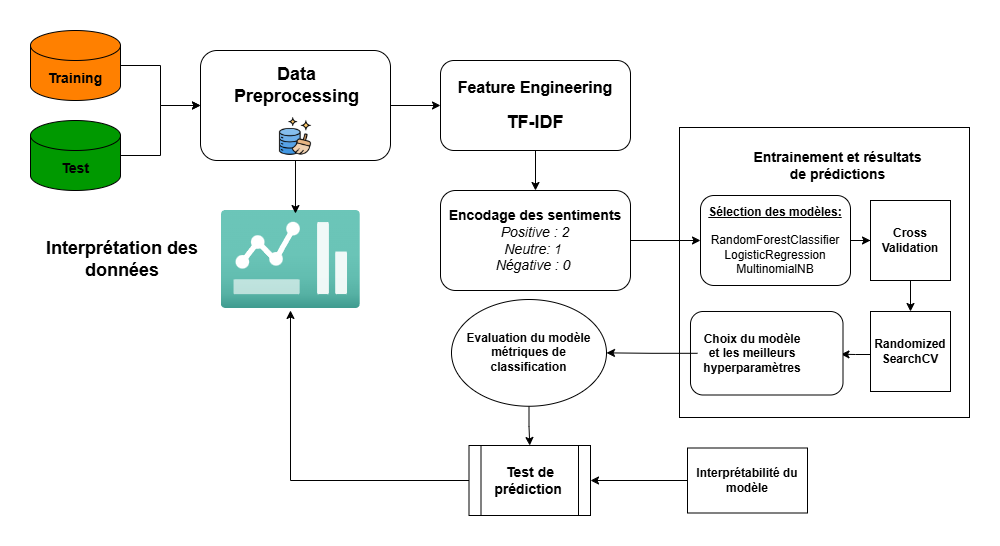 Training
Test
Data
Preprocessing
Feature Engineering
TF-IDF
Encodage des sentiments
Positive : 2
Neutre: 1
Négative : 0
Entrainement et résultats
de prédictions
Sélection des modèles:
RandomForestClassifier
LogisticRegression
MultinomialNB
Cross
Validation
Randomized
SearchCV
Choix du modèle
et les meilleurs
hyperparamètres
Evaluation du modèle
métriques de
classification
Interprétation des
données
Test de
prédiction
Interprétabilité du
modèle